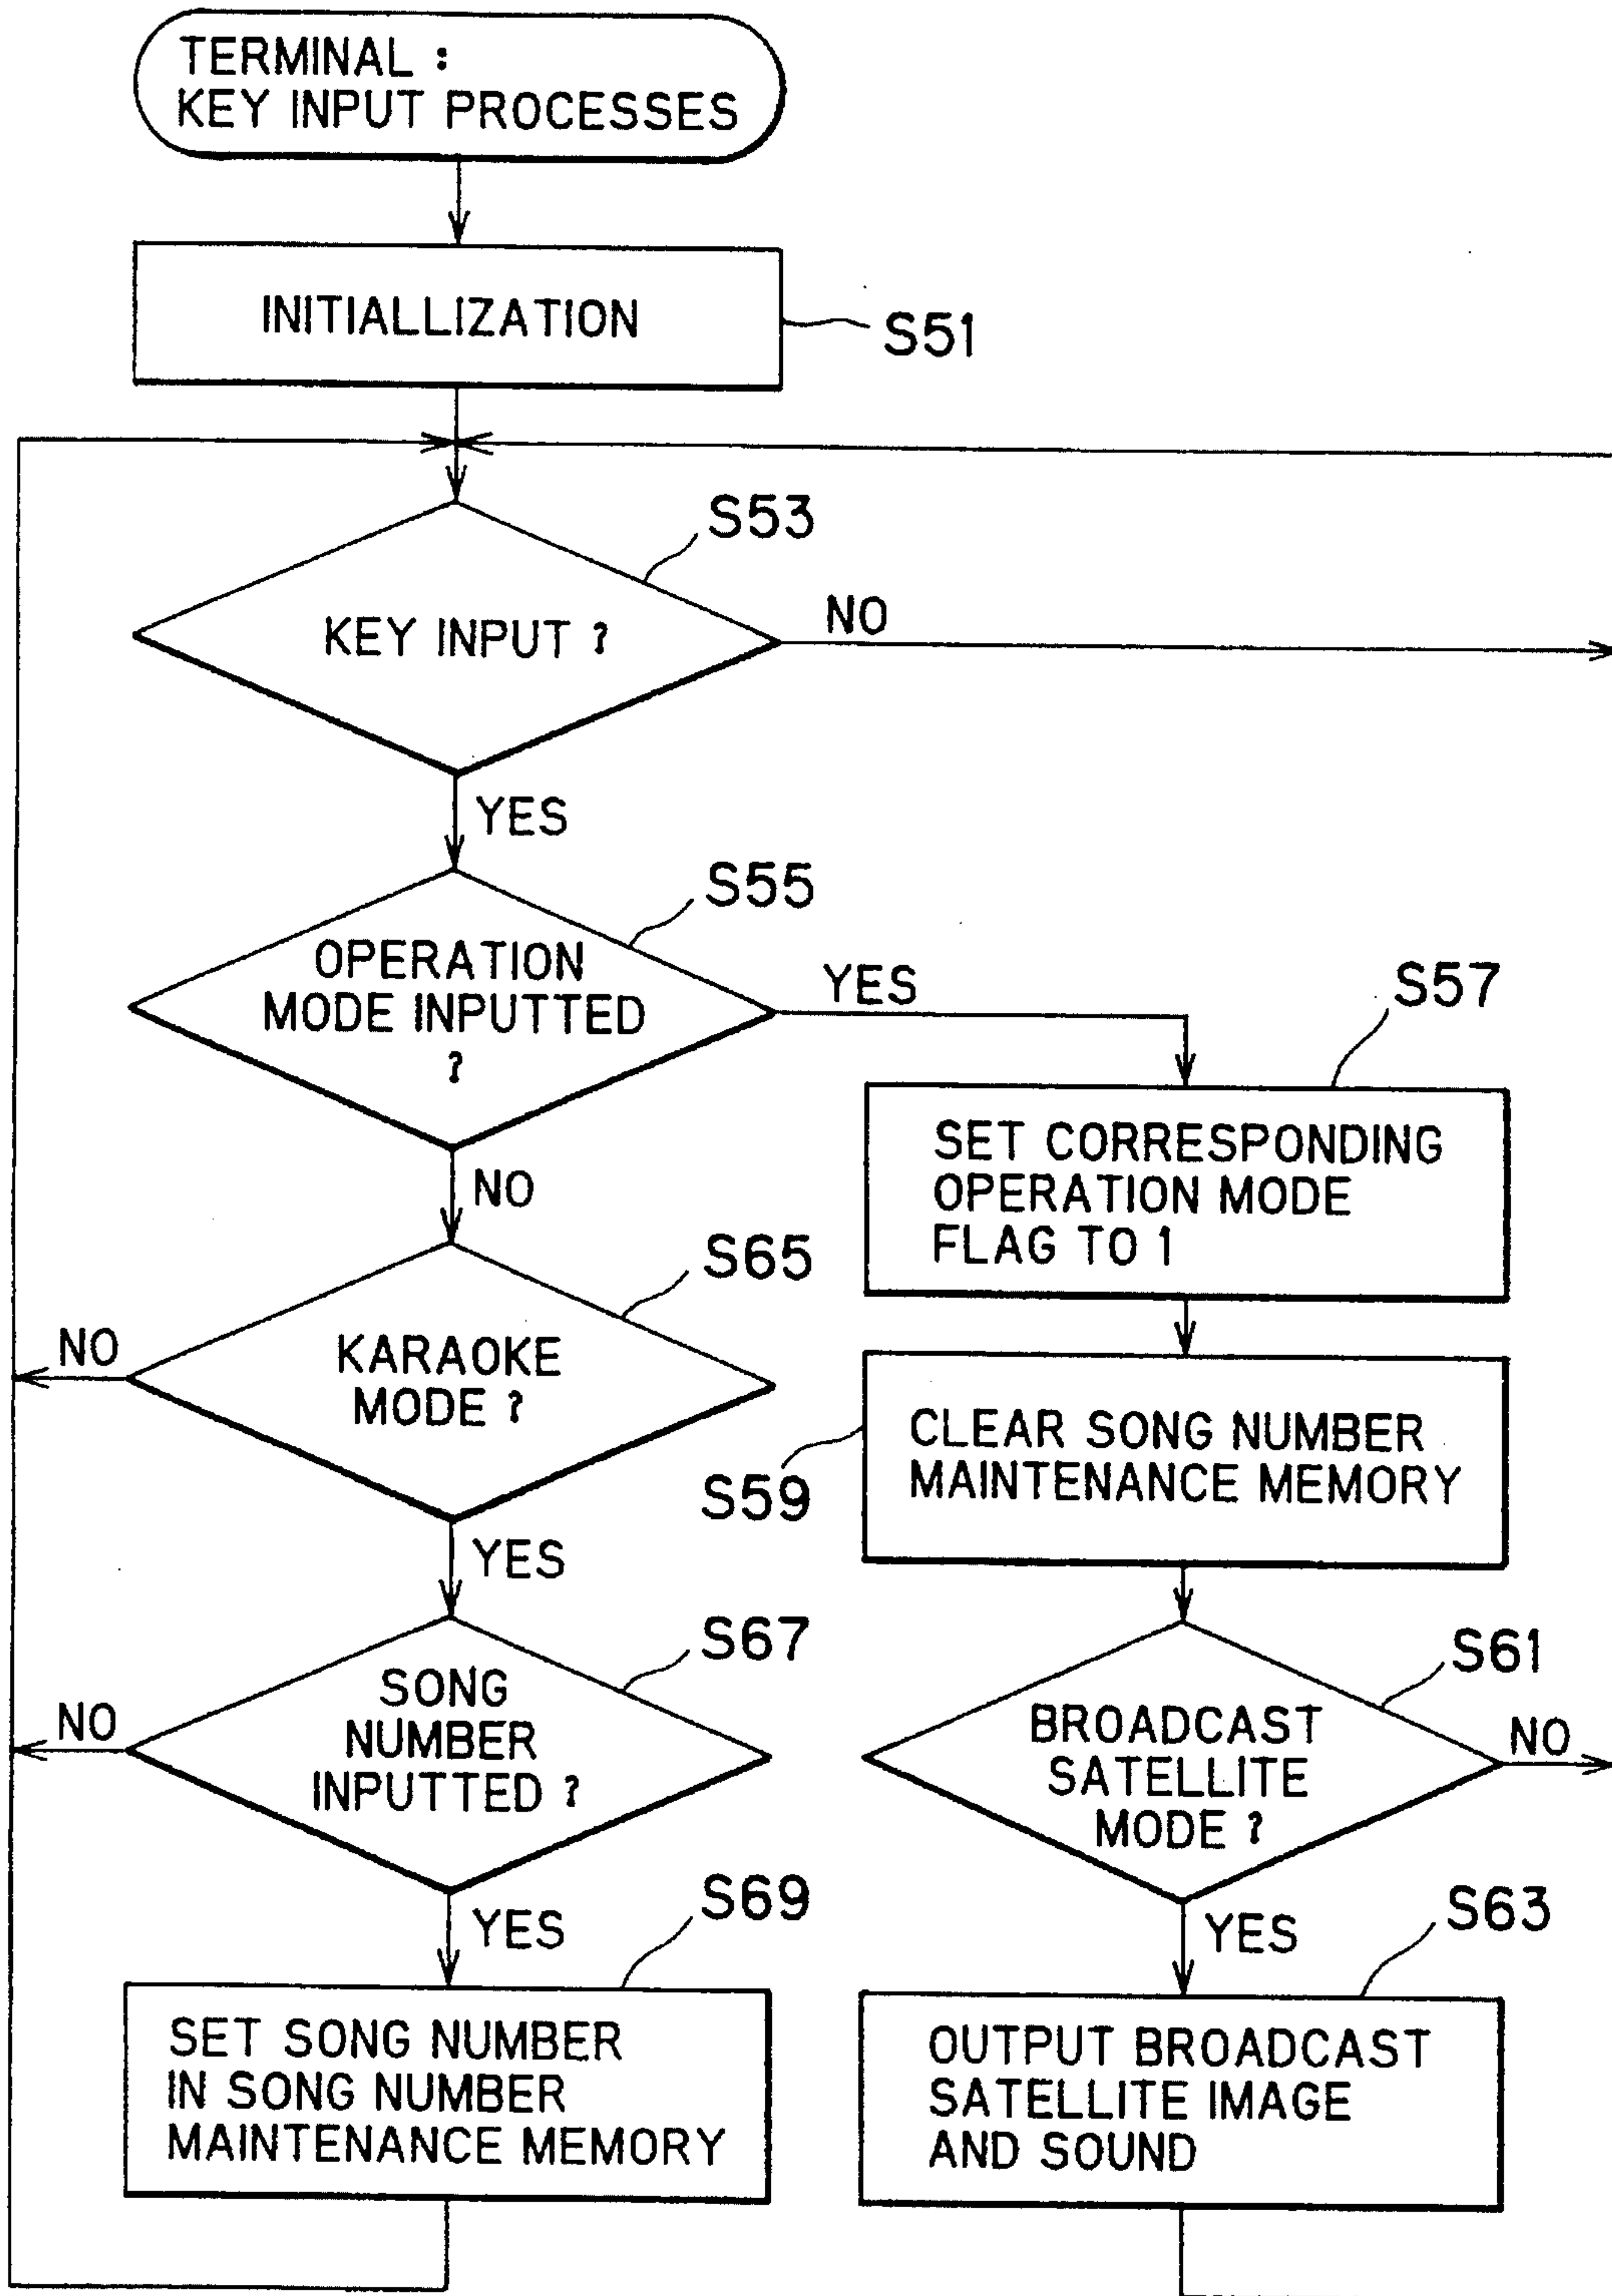 TERMINAL :
KEY INPUT PROCESSES
INITIALLIZATION
S51
S53
KEY INPUT ?
NO
YES
S55
OPERATION
MODE INPUTTED
?
YES
NO
S57
SET CORRESPONDING
OPERATION MODE
FLAG TO 1
S65
KARAOKE
MODE ?
NO
YES
S59
CLEAR SONG NUMBER
MAINTENANCE MEMORY
S67
SONG
NUMBER
INPUTTED ?
NO
YES
S61
BROADCAST
SATELLITE
MODE ?
NO
YES
S69
SET SONG NUMBER
IN SONG NUMBER
MAINTENANCE MEMORY
S63
OUTPUT BROADCAST
SATELLITE IMAGE
AND SOUND